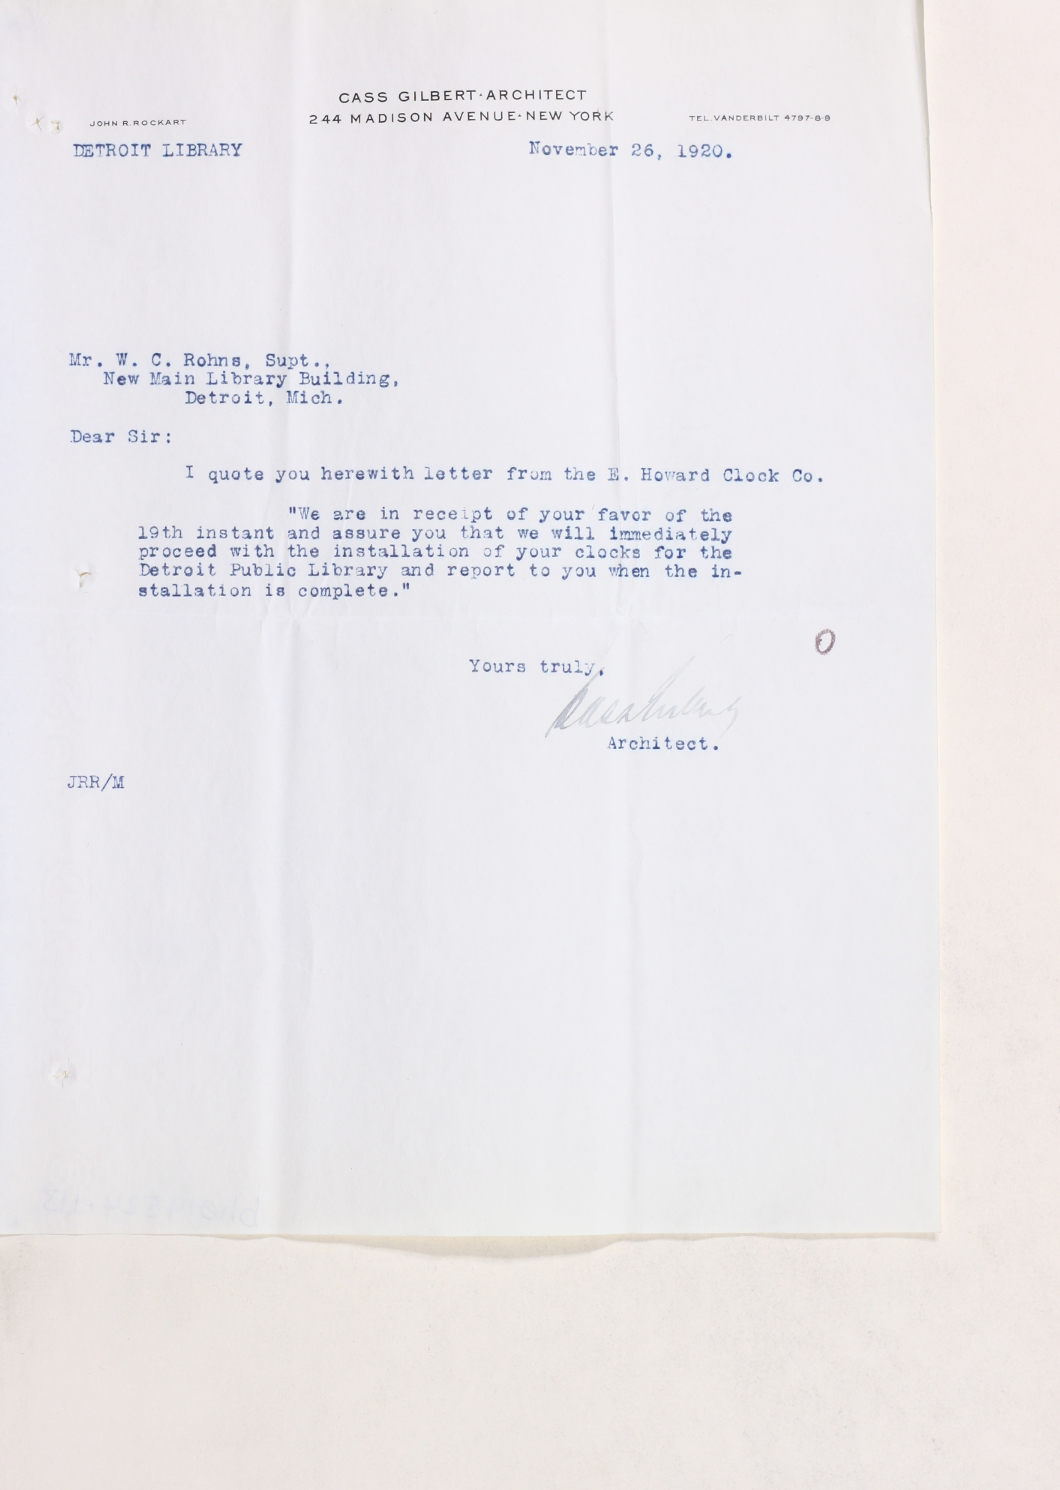 CASS GILBERT·ARCHITECT
244 MADISON AVENUE·NEW YORK
JOHN R. ROCKART
TEL. VANDERBILT 4797-8-9
DETROIT LIBRARY November 26, 1920.
Mr. W. C. Rohns, Supt.,
New Main Library Building,
Detroit, Mich.
Dear Sir:
I quote you herewith letter from the E. Howard Clock Co.
"We are in receipt of your favor of the
19th instant and assure you that we will immediately
proceed with the installation of your clocks for the
Detroit Public Library and report to you when the in-
stallation is complete."
O
Yours truly,
Cass Gilbert
Architect.
JRR/M